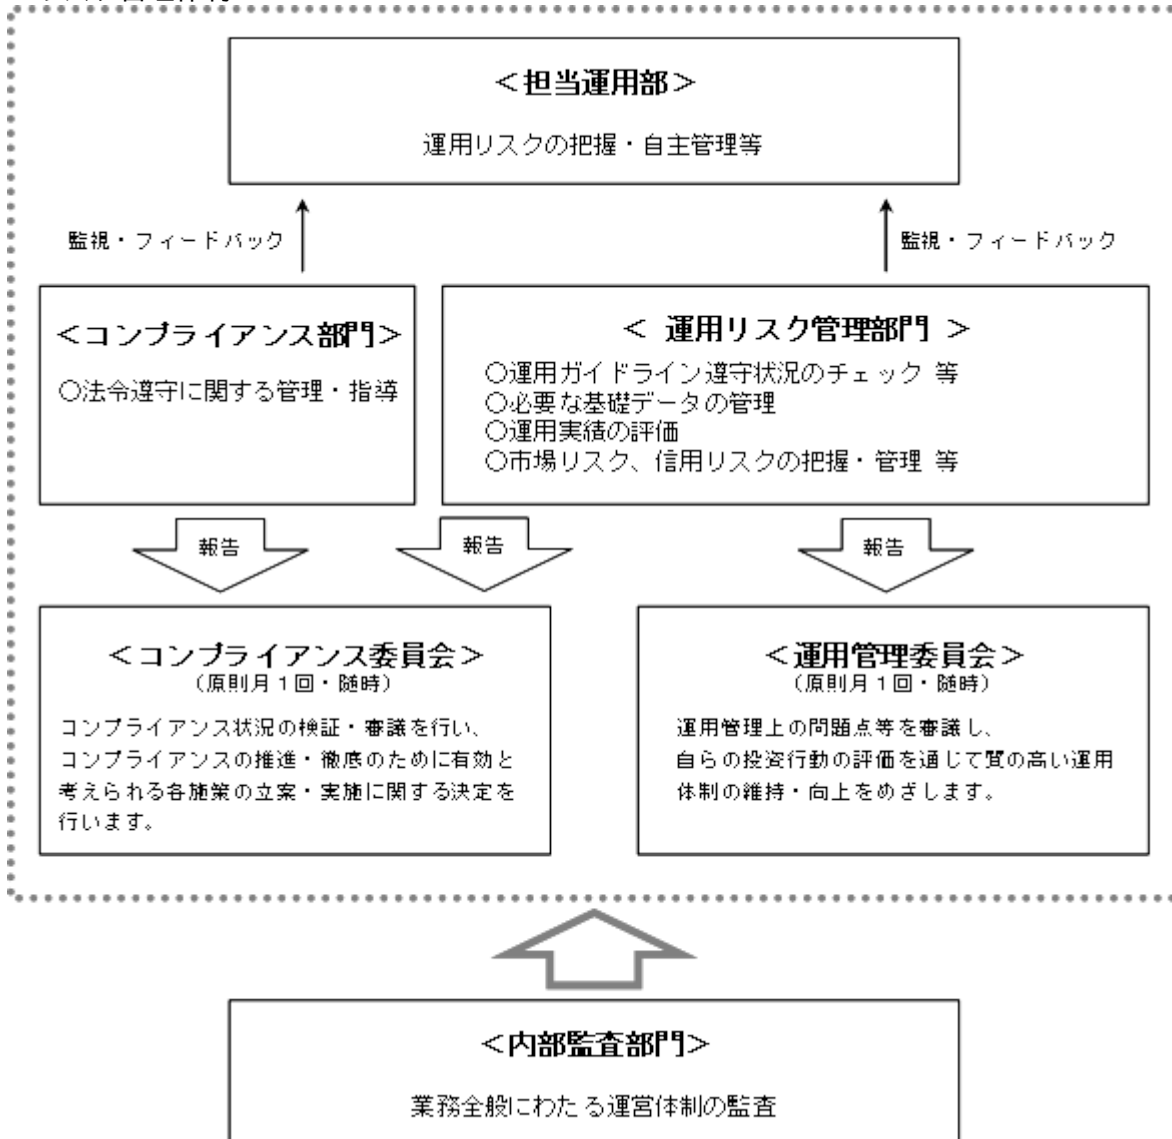 ＜担当運用部＞
運用リスクの把握・自主管理等
監視・フィードバック
監視・フィードバック
＜コンプライアンス部門＞
○法令遵守に関する管理・指導
＜ 運用リスク管理部門 ＞
○運用ガイドライン遵守状況のチェック 等
○必要な基礎データの管理
○運用実績の評価
○市場リスク、信用リスクの把握・管理 等
報告
報告
報告
＜コンプライアンス委員会＞
（原則月１回・随時）
コンプライアンス状況の検証・審議を行い、
コンプライアンスの推進・徹底のために有効と
考えられる各施策の立案・実施に関する決定を
行います。
＜運用管理委員会＞
（原則月１回・随時）
運用管理上の問題点等を審議し、
自らの投資行動の評価を通じて質の高い運用
体制の維持・向上をめざします。
＜内部監査部門＞
業務全般にわたる運営体制の監査